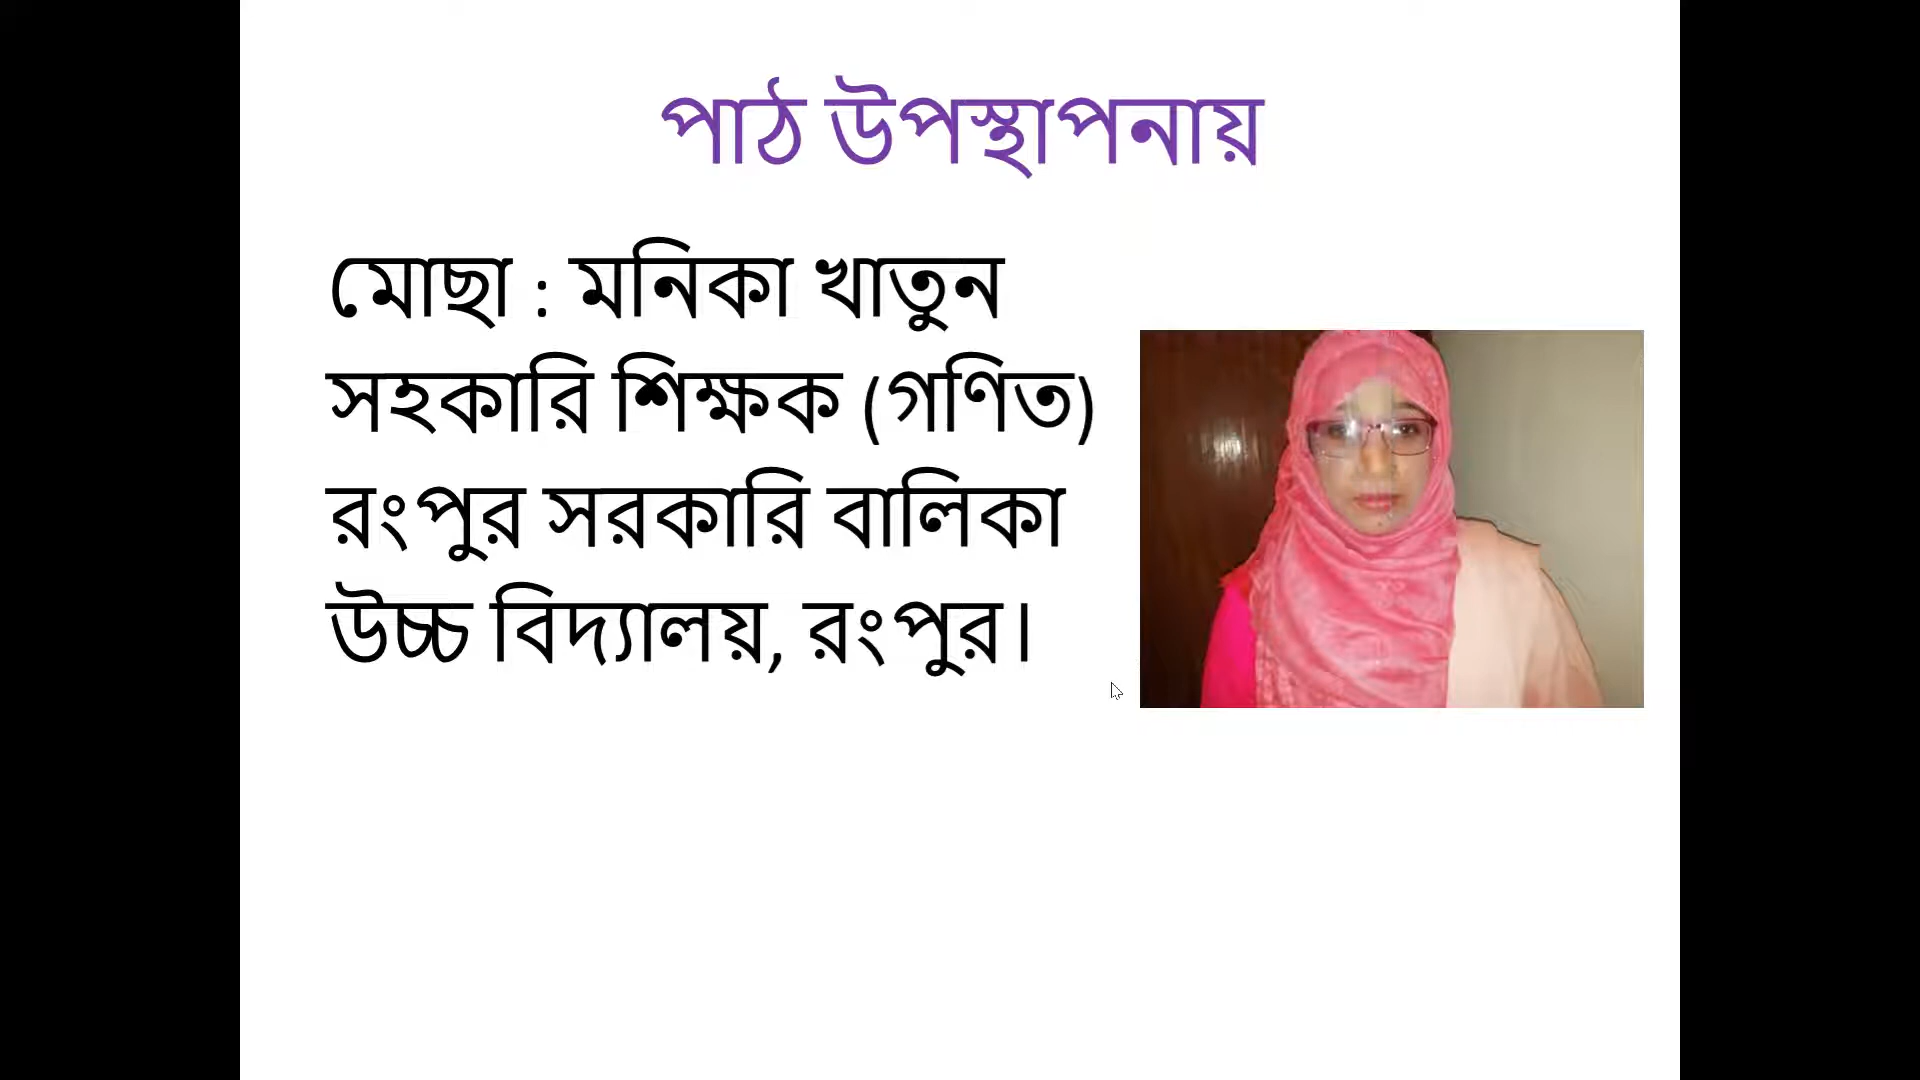 পাঠ উপস্থাপনায়
মোছা : মনিকা খাতুন
সহকারি শিক্ষক (গণিত)
রংপুর সরকারি বালিকা
উচ্চ বিদ্যালয়, রংপুর।